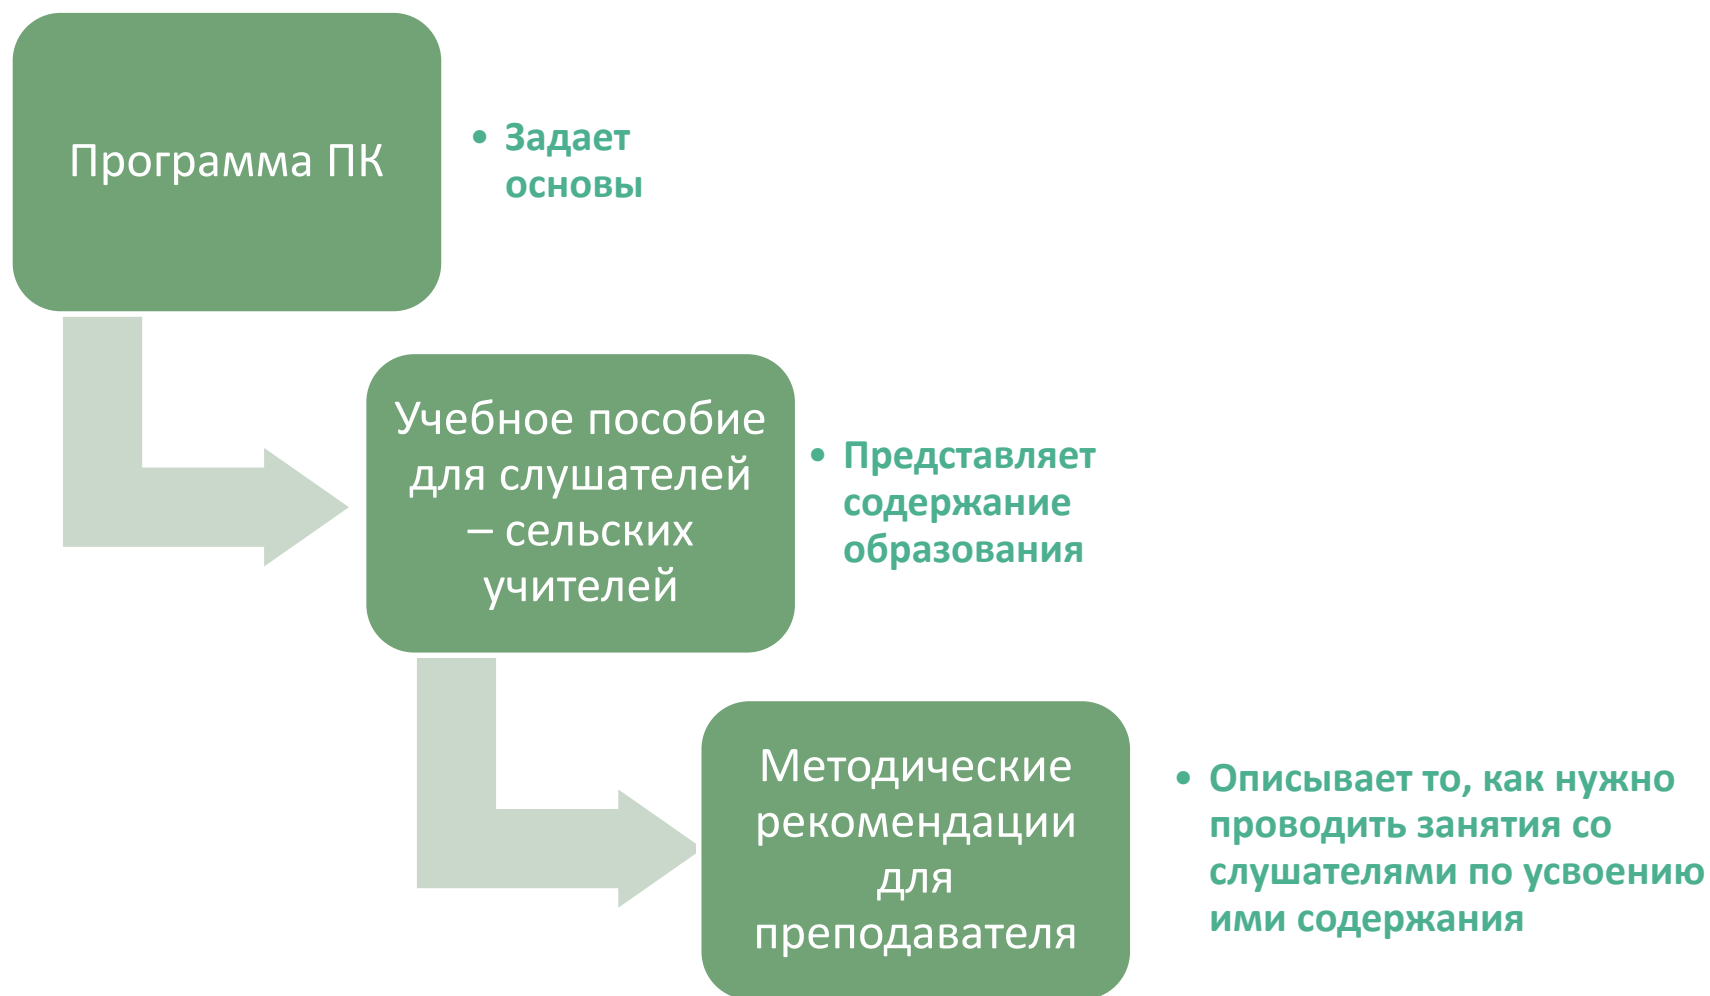 Программа ПК
• Задает
основы
Учебное пособие
для слушателей
– сельских
учителей
• Представляет
содержание
образования
Методические
рекомендации
для
преподавателя
• Описывает то, как нужно
проводить занятия со
слушателями по усвоению
ими содержания